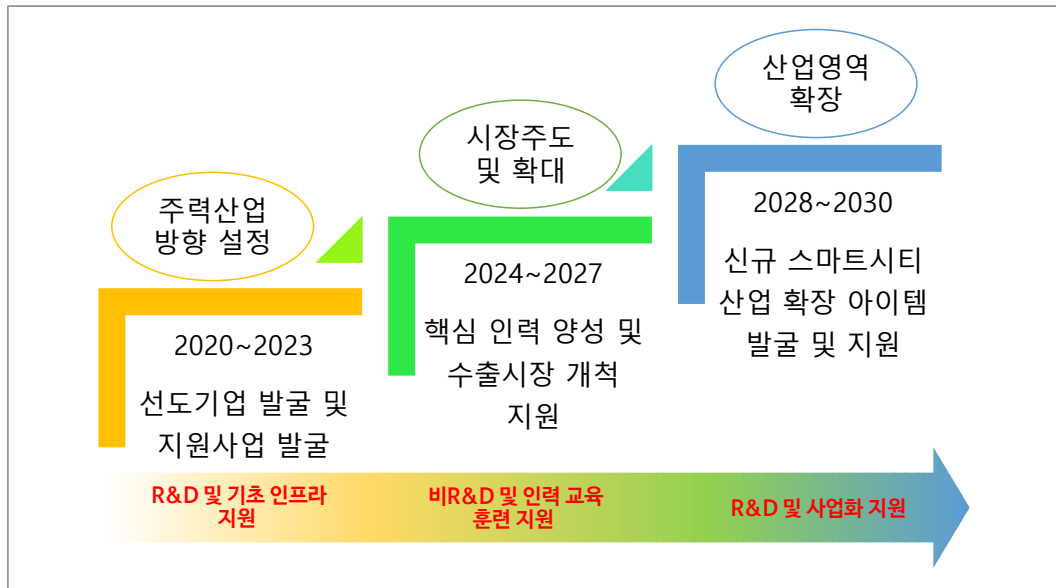 주력산업
방향 설정
2020~2023
선도기업 발굴 및
지원사업 발굴
시장주도
및 확대
2024~2027
핵심 인력 양성 및
수출시장 개척
지원
산업영역
확장
2028~2030
신규 스마트시티
산업 확장 아이템
발굴 및 지원
R&D 및 기초 인프라
지원
비R&D 및 인력 교육
훈련 지원
R&D 및 사업화 지원